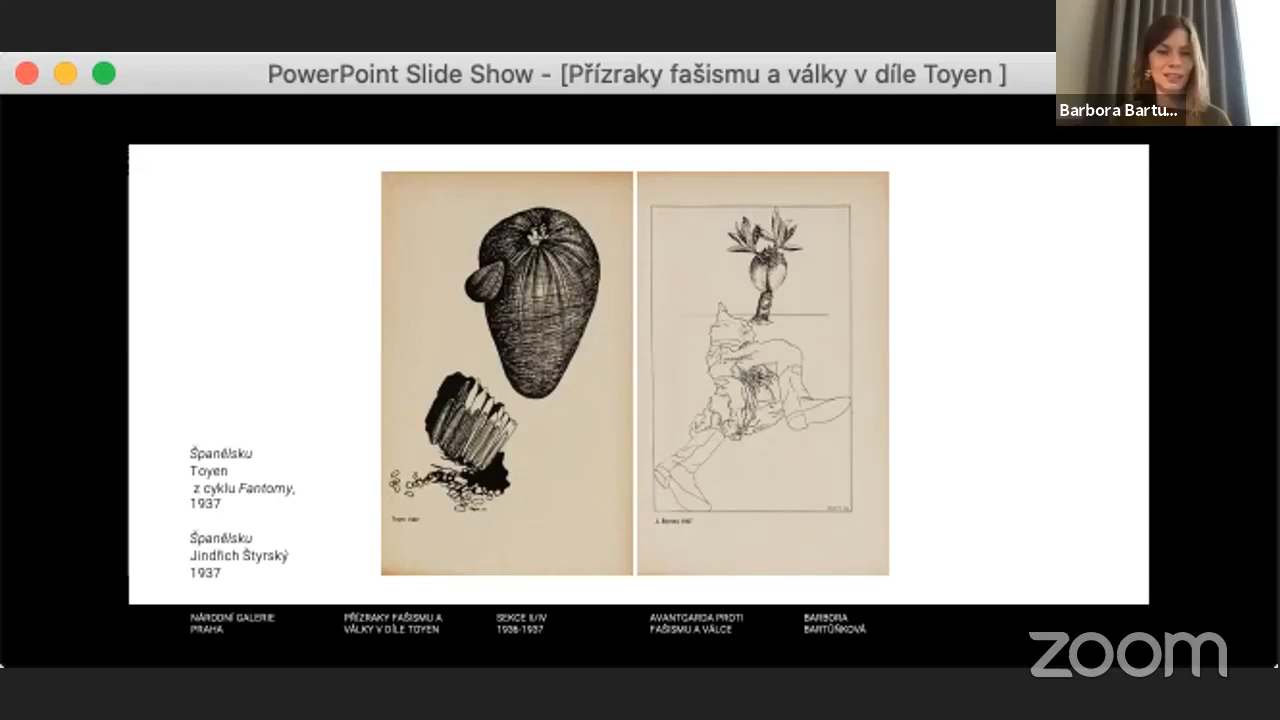 PowerPoint Slide Show - [Přízraky fašismu a války v díle Toyen ]
Barbora Bartu...
Španělsku
Toyen
z cyklu Fantomy,
1937
Španělsku
Jindřich Štyrský
1937
NÁRODNÍ GALERIE
PRAHA
PŘÍZRAKY FAŠISMU A
VÁLKY V DÍLE TOYEN
SEKCE II/IV
1936-1937
AVANTGARDA PROTI
FAŠISMU A VÁLCE
BARBORA
BARTŮŇKOVÁ
zoom